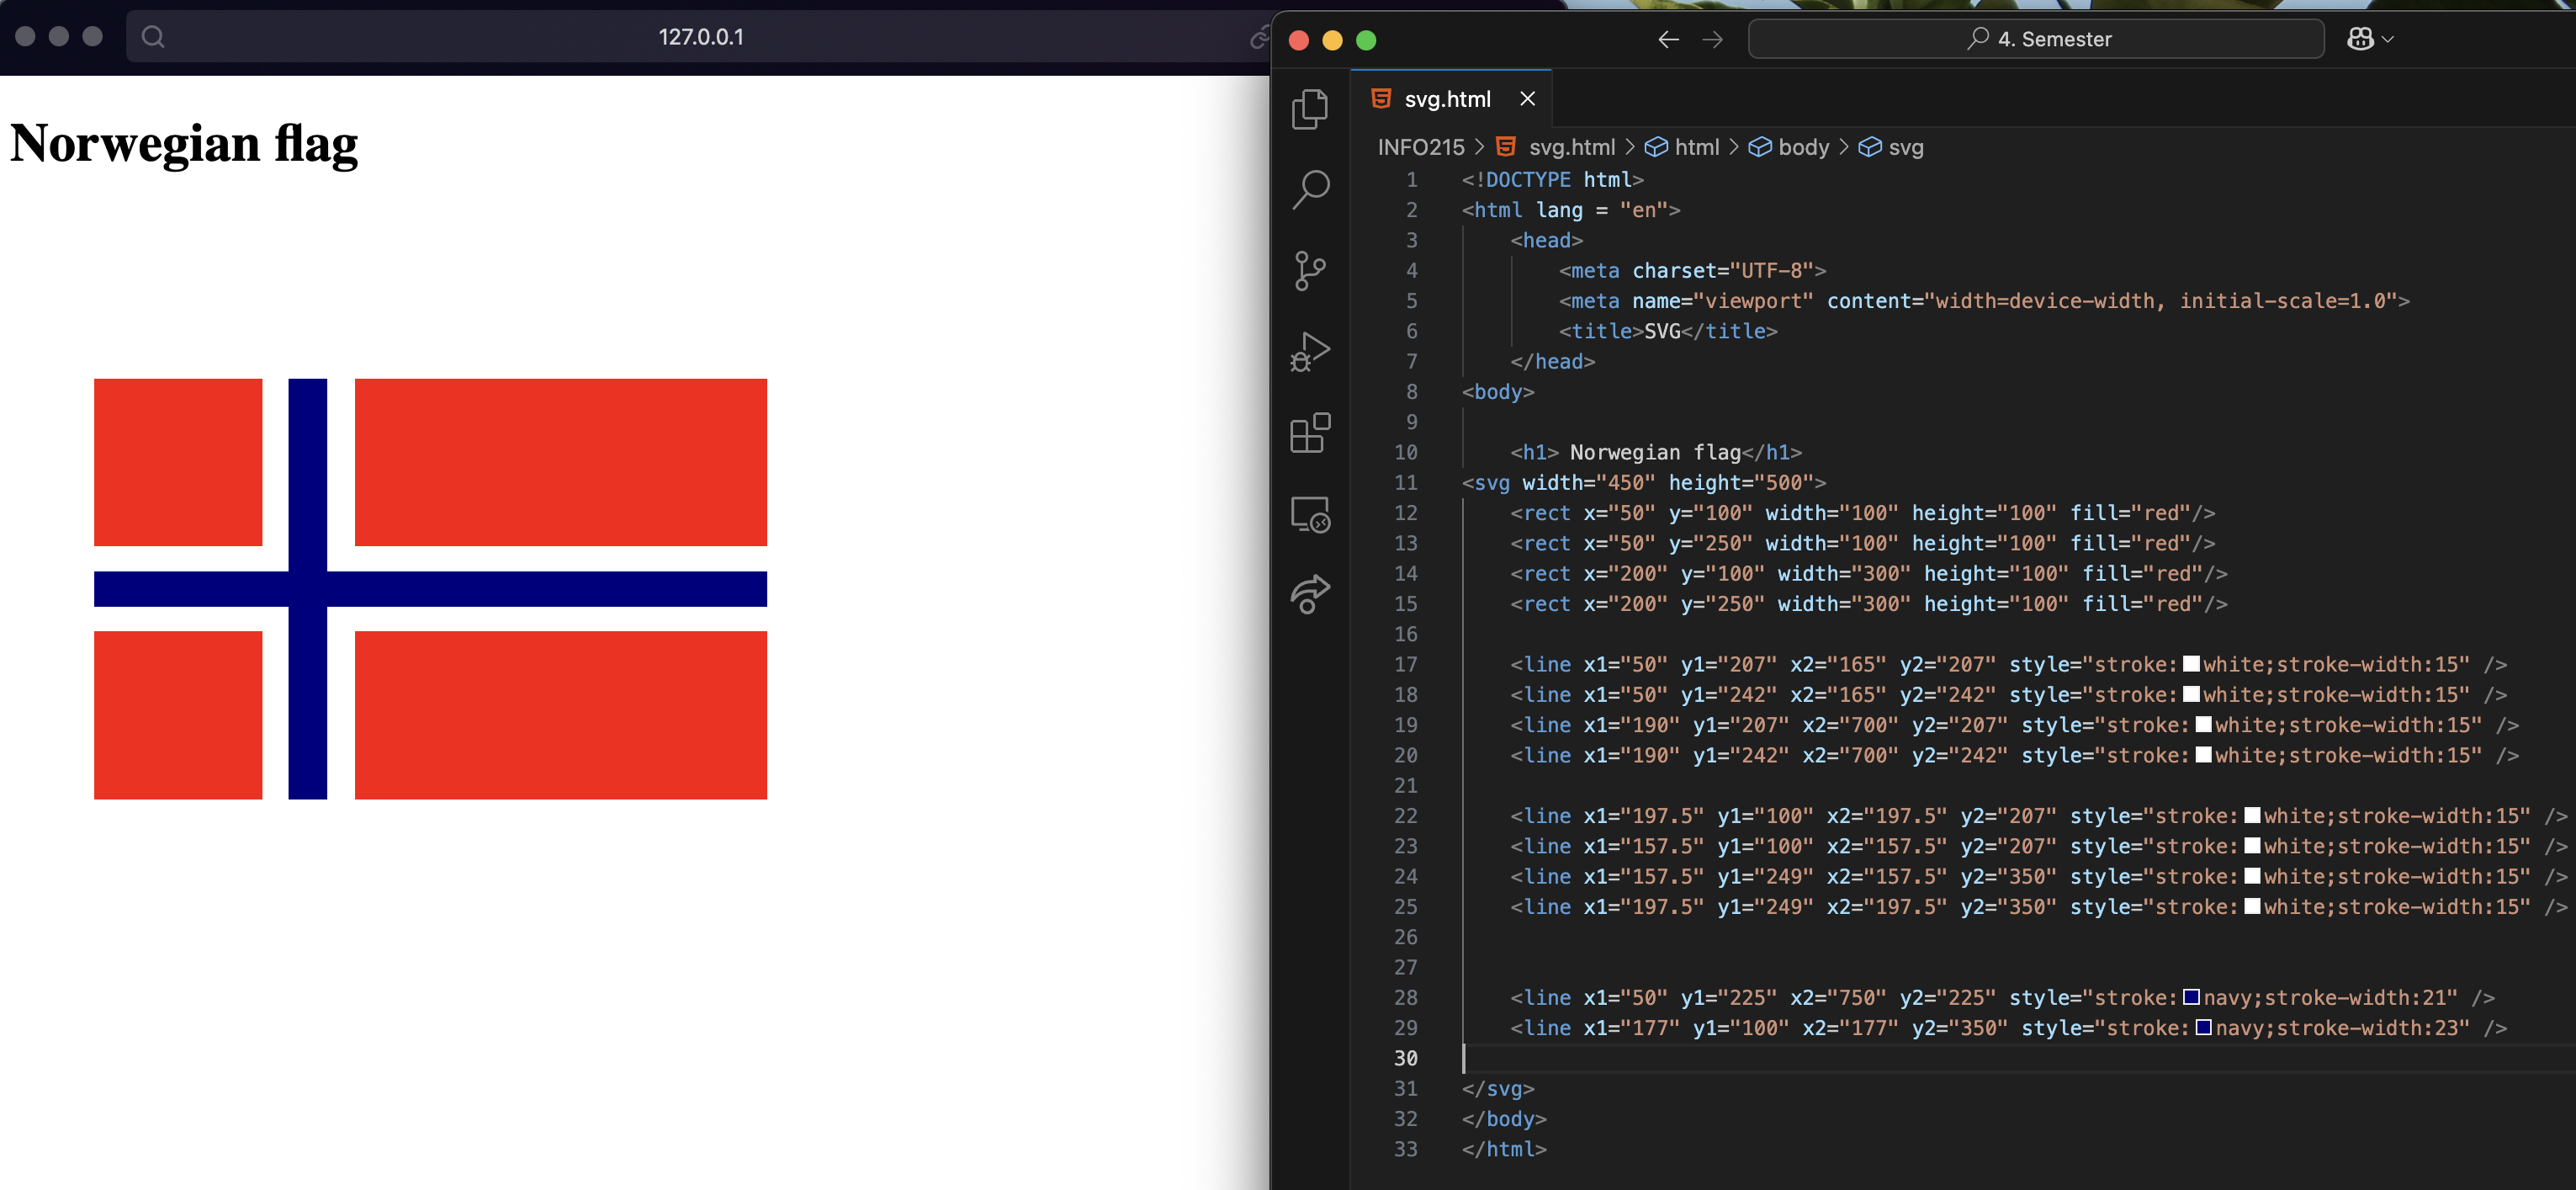 127.0.0.1
Norwegian flag
4. Semester
svg.html
INFO215 > svg.html > html > body > svg
1 <!DOCTYPE html>
2 <html lang = "en">
3 <head>
4 <meta charset="UTF-8">
5 <meta name="viewport" content="width=device-width, initial-scale=1.0">
6 <title>SVG</title>
7 </head>
8 <body>
9
10 <h1> Norwegian flag</h1>
11 <svg width="450" height="500">
12 <rect x="50" y="100" width="100" height="100" fill="red"/>
13 <rect x="50" y="250" width="100" height="100" fill="red"/>
14 <rect x="200" y="100" width="300" height="100" fill="red"/>
15 <rect x="200" y="250" width="300" height="100" fill="red"/>
16
17 <line x1="50" y1="207" x2="165" y2="207" style="stroke:white;stroke-width:15" />
18 <line x1="50" y1="242" x2="165" y2="242" style="stroke:white;stroke-width:15" />
19 <line x1="190" y1="207" x2="700" y2="207" style="stroke:white;stroke-width:15" />
20 <line x1="190" y1="242" x2="700" y2="242" style="stroke:white;stroke-width:15" />
21
22 <line x1="197.5" y1="100" x2="197.5" y2="207" style="stroke:white;stroke-width:15" />
23 <line x1="157.5" y1="100" x2="157.5" y2="207" style="stroke:white;stroke-width:15" />
24 <line x1="157.5" y1="249" x2="157.5" y2="350" style="stroke:white;stroke-width:15" />
25 <line x1="197.5" y1="249" x2="197.5" y2="350" style="stroke:white;stroke-width:15" />
26
27
28 <line x1="50" y1="225" x2="750" y2="225" style="stroke:navy;stroke-width:21" />
29 <line x1="177" y1="100" x2="177" y2="350" style="stroke:navy;stroke-width:23" />
30
31 </svg>
32 </body>
33 </html>